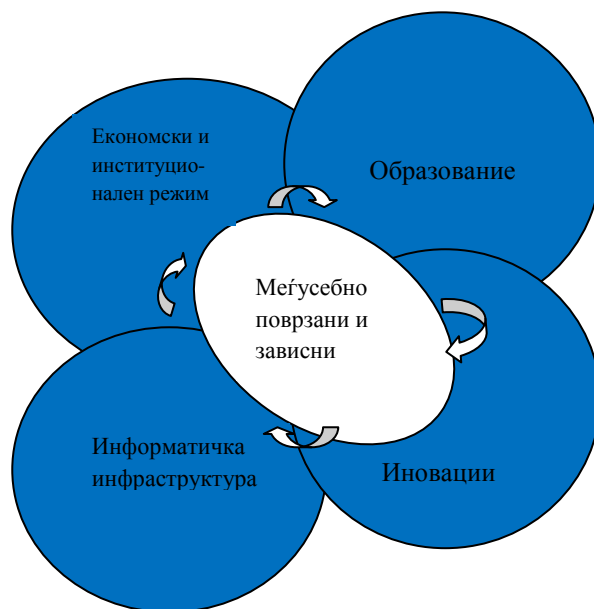 Економски и
институцио-
нален режим
Образование
Меѓусебно
поврзани и
зависни
Информатичка
инфраструктура
Иновации